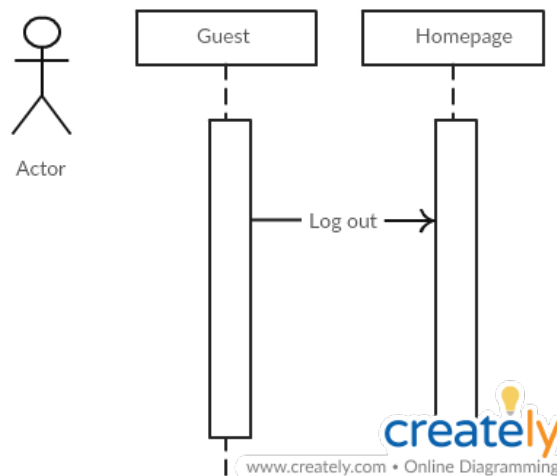 Guest
Homepage
Actor
Log out
creately
www.creately.com • Online Diagramming